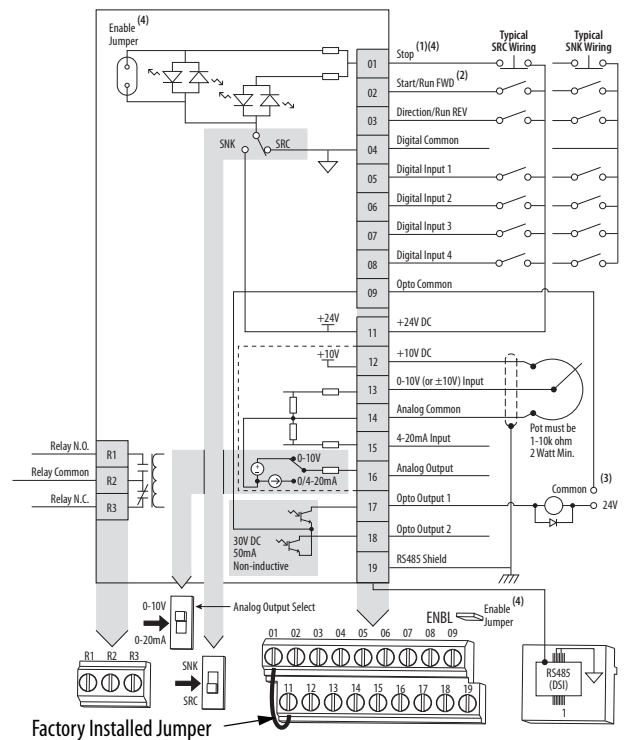 Enable (4)
Jumper
Typical
SRC Wiring
Typical
SNK Wiring
01
Stop (1)(4)
02
Start/Run FWD (2)
03
Direction/Run REV
SNK
SRC
04
Digital Common
05
Digital Input 1
06
Digital Input 2
07
Digital Input 3
08
Digital Input 4
09
Opto Common
+24V
11
+24V DC
+10V
12
+10V DC
13
0-10V (or ±10V) Input
14
Analog Common
Pot must be
1-10k ohm
2 Watt Min.
15
4-20mA Input
0-10V
0/4-20mA
16
Analog Output
Relay N.O.
R1
Relay Common
R2
Relay N.C.
R3
17
Opto Output 1
Common
(3)
24V
30V DC
50mA
Non-inductive
18
Opto Output 2
19
RS485 Shield
0-10V
0-20mA
Analog Output Select
ENBL
Enable (4)
Jumper
R1 R2 R3
SNK
SRC
01 02 03 04 05 06 07 08 09
11 12 13 14 15 16 17 18 19
RS485
(DSI)
1
Factory Installed Jumper